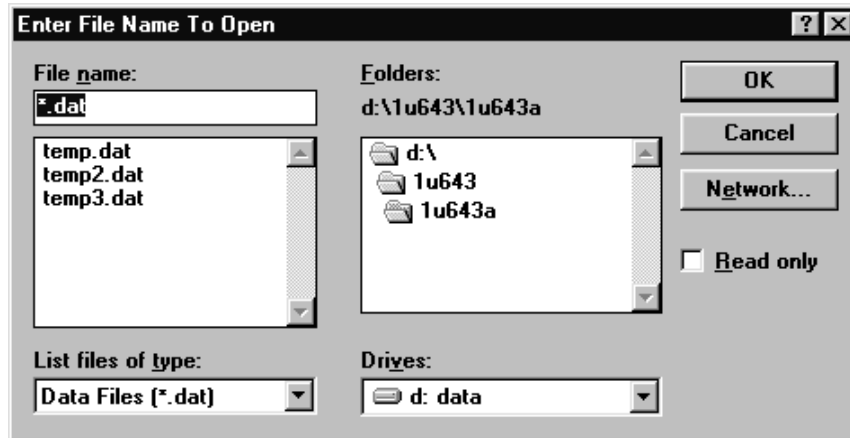 Enter File Name To Open
File name:
*.dat
temp.dat
temp2.dat
temp3.dat
List files of type:
Data Files (*.dat)
Folders:
d:\1u643\1u643a
d:\
1u643
1u643a
Drives:
d: data
OK
Cancel
Network...
Read only